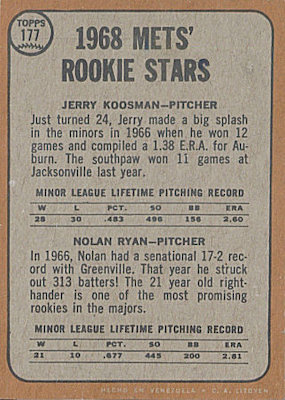 TOPPS
177
1968 METS'
ROOKIE STARS
JERRY KOOSMAN—PITCHER
Just turned 24, Jerry made a big splash
in the minors in 1966 when he won 12
games and compiled a 1.38 E.R.A. for Au-
burn. The southpaw won 11 games at
Jacksonville last year.
MINOR LEAGUE LIFETIME PITCHING RECORD
W L PCT. SO BB ERA
28 30 .483 496 156 2.60
NOLAN RYAN—PITCHER
In 1966, Nolan had a senational 17-2 rec-
ord with Greenville. That year he struck
out 313 batters! The 21 year old right-
hander is one of the most promising
rookies in the majors.
MINOR LEAGUE LIFETIME PITCHING RECORD
W L PCT. SO BB ERA
21 10 .677 445 200 2.81
HECHO EN VENEZUELA - C. A. LITOVEN